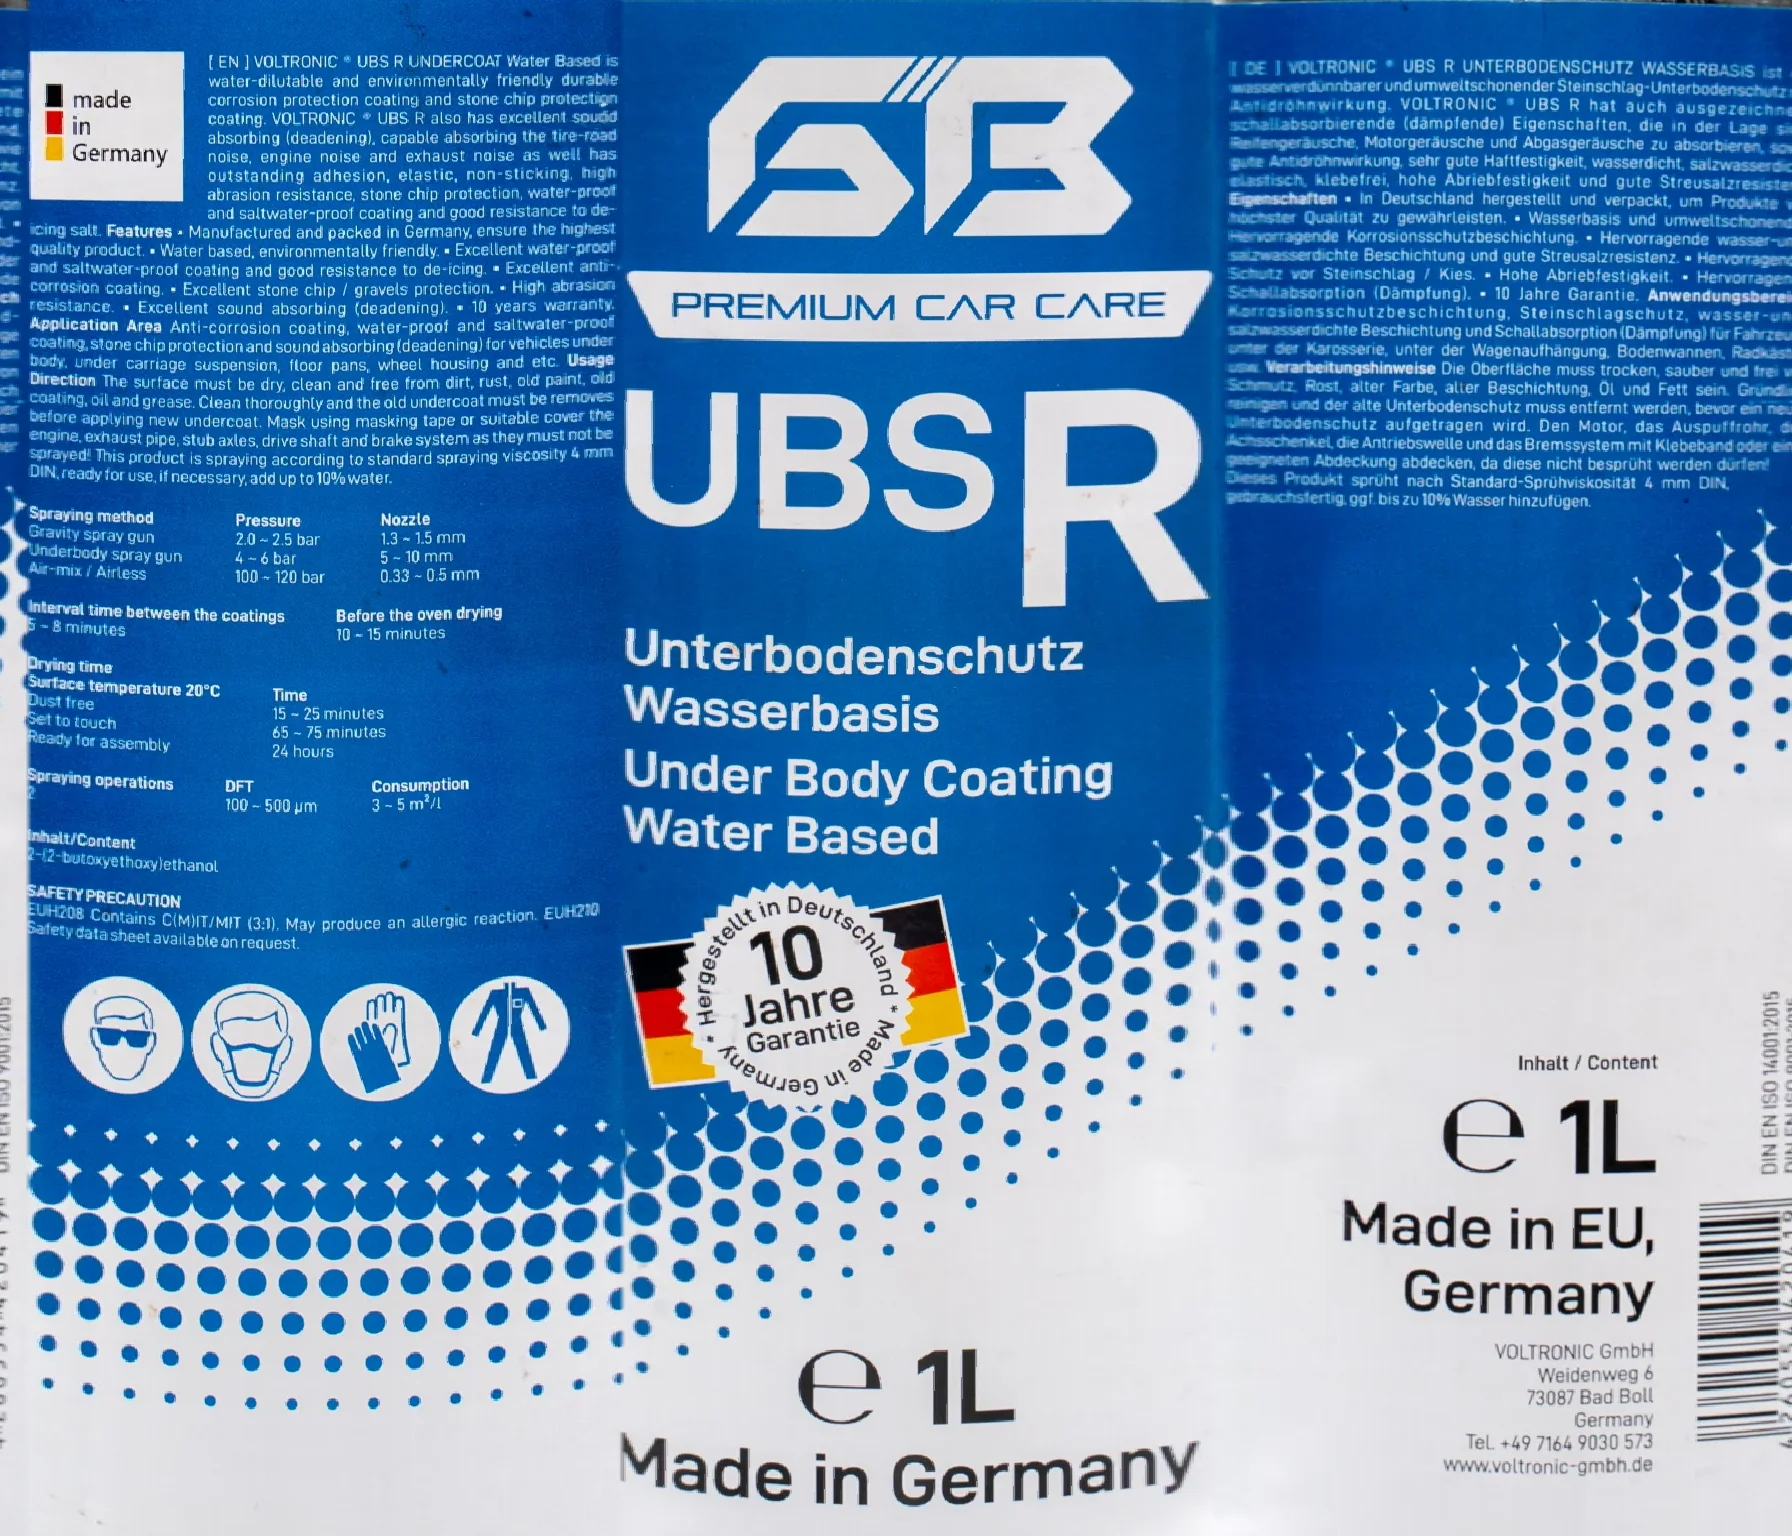 made
in
Germany
[ EN ] VOLTRONIC ® UBS R UNDERCOAT Water Based is
water-dilutable and environmentally friendly durable
corrosion protection coating and stone chip protection
coating. VOLTRONIC ® UBS R also has excellent soudd
absorbing (deadening), capable absorbing the tire-road
noise, engine noise and exhaust noise as well has
outstanding adhesion, elastic, non-sticking, high
abrasion resistance, stone chip protection, water-proof
and saltwater-proof coating and good resistance to de-
icing salt. Features • Manufactured and packed in Germany, ensure the highest
quality product. • Water based, environmentally friendly. • Excellent water-proof
and saltwater-proof coating and good resistance to de-icing. • Excellent anti-
corrosion coating. • Excellent stone chip / gravels protection. • High abrasion
resistance. • Excellent sound absorbing (deadening). • 10 years warranty.
Application Area Anti-corrosion coating, water-proof and saltwater-proof
coating, stone chip protection and sound absorbing (deadening) for vehicles under
body, under carriage suspension, floor pans, wheel housing and etc. Usage
Direction The surface must be dry, clean and free from dirt, rust, old paint, old
coating, oil and grease. Clean thoroughly and the old undercoat must be removes
before applying new undercoat. Mask using masking tape or suitable cover the
engine, exhaust pipe, stub axles, drive shaft and brake system as they must not be
sprayed! This product is spraying according to standard spraying viscosity 4 mm
DIN, ready for use, if necessary, add up to 10% water.
Spraying method Pressure Nozzle
Gravity spray gun 2.0 ~ 2.5 bar 1.3 ~ 1.5 mm
Underbody spray gun 4 ~ 6 bar 5 ~ 10 mm
Air-mix / Airless 100 ~ 120 bar 0.33 ~ 0.5 mm
Interval time between the coatings Before the oven drying
5 ~ 8 minutes 10 ~ 15 minutes
Drying time
Surface temperature 20°C Time
Dust free 15 ~ 25 minutes
Set to touch 65 ~ 75 minutes
Ready for assembly 24 hours
Spraying operations DFT Consumption
2 100 ~ 500 µm 3 ~ 5 m²/l
Inhalt/Content
2-(2-butoxyethoxy)ethanol
SAFETY PRECAUTION
EUH208 Contains C(M)IT/MIT (3:1). May produce an allergic reaction. EUH210
Safety data sheet available on request.
GB
PREMIUM CAR CARE
UBS R
Unterbodenschutz
Wasserbasis
Under Body Coating
Water Based
* Hergestellt in Deutschland * Made in Germany
10
Jahre
Garantie
℮ 1L
Made in Germany
[ DE ] VOLTRONIC ® UBS R UNTERBODENSCHUTZ WASSERBASIS ist
wasserverdünnbarer und umweltschonender Steinschlag-Unterbodenschutz
Antidröhnwirkung. VOLTRONIC ® UBS R hat auch
schallabsorbierende (dämpfende) Eigenschaften, die in der Lage
Reifengeräusche, Motorgeräusche und Abgasgeräusche zu absorbieren,
gute Antidröhnwirkung, sehr gute Haftfestigkeit, wasserdicht,
elastisch, klebefrei, hohe Abriebfestigkeit und gute
Eigenschaften • In Deutschland hergestellt und verpackt, um Produkte
höchster Qualität zu gewährleisten. • Wasserbasis und
Hervorragende Korrosionsschutzbeschichtung. • Hervorragende
salzwasserdichte Beschichtung und gute Streusalzresistenz. •
Schutz vor Steinschlag / Kies. • Hohe Abriebfestigkeit. •
Schallabsorption (Dämpfung). • 10 Jahre Garantie.
Korrosionsschutzbeschichtung, Steinschlagschutz,
salzwasserdichte Beschichtung und Schallabsorption (Dämpfung) für
unter der Karosserie, unter der Wagenaufhängung, Bodenwannen,
usw. Verarbeitungshinweise Die Oberfläche muss trocken, sauber und frei
Schmutz, Rost, alter Farbe, alter Beschichtung, Öl und Fett sein.
reinigen und der alte Unterbodenschutz muss entfernt werden, bevor ein
Unterbodenschutz aufgetragen wird. Den Motor, das Auspuffrohr,
Achsschenkel, die Antriebswelle und das Bremssystem mit Klebeband oder
geeigneten Abdeckung abdecken, da diese nicht besprüht werden dürfen!
Dieses Produkt sprüht nach Standard-Sprühviskosität 4 mm DIN,
gebrauchsfertig, ggf. bis zu 10% Wasser hinzufügen.
Inhalt / Content
℮ 1L
Made in EU,
Germany
VOLTRONIC GmbH
Weidenweg 6
73087 Bad Boll
Germany
Tel. +49 7164 9030 573
www.voltronic-gmbh.de
DIN EN ISO 14001:2015